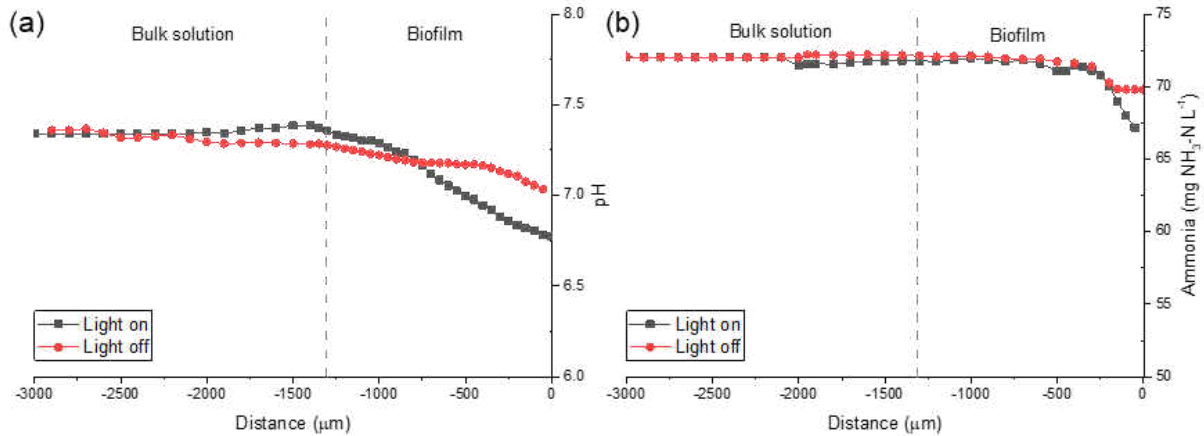 (a)
Bulk solution
Biofilm
8.0
7.5
7.0
6.5
6.0
pH
Light on
Light off
-3000
-2500
-2000
-1500
-1000
-500
0
Distance (μm)
(b)
Bulk solution
Biofilm
75
70
65
60
55
50
Ammonia (mg NH₃-N L⁻¹)
Light on
Light off
-3000
-2500
-2000
-1500
-1000
-500
0
Distance (μm)